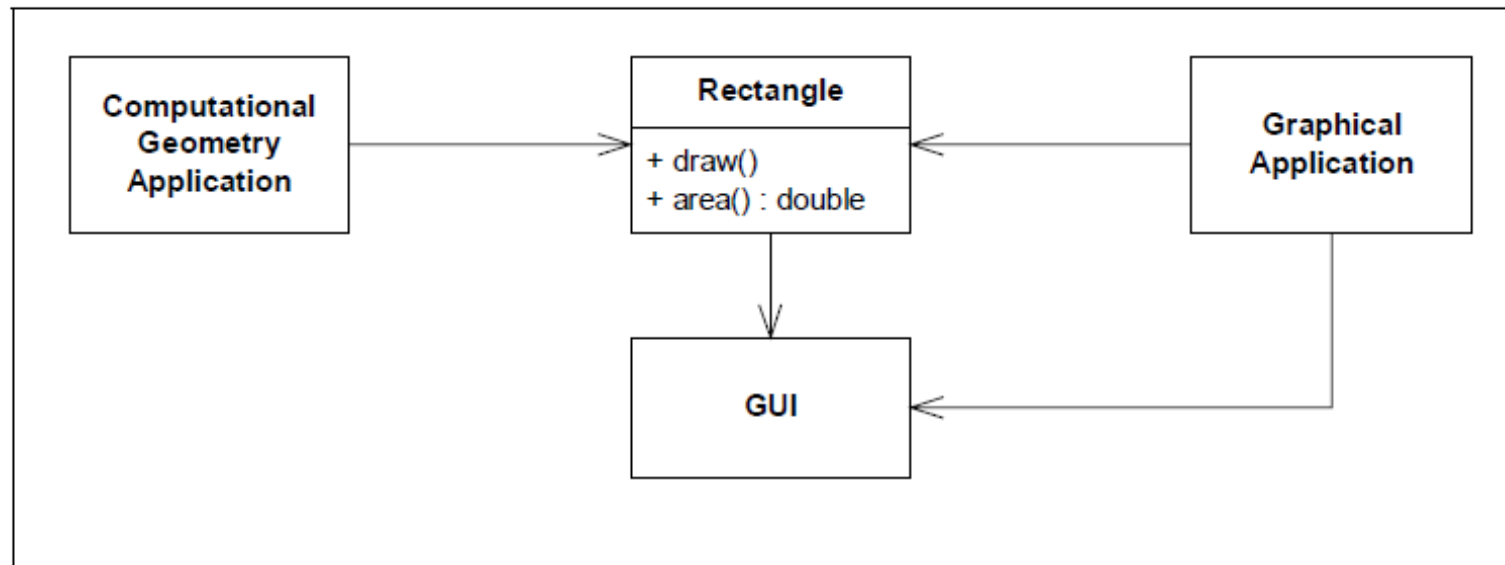 Computational
Geometry
Application
Rectangle
+ draw()
+ area() : double
Graphical
Application
GUI